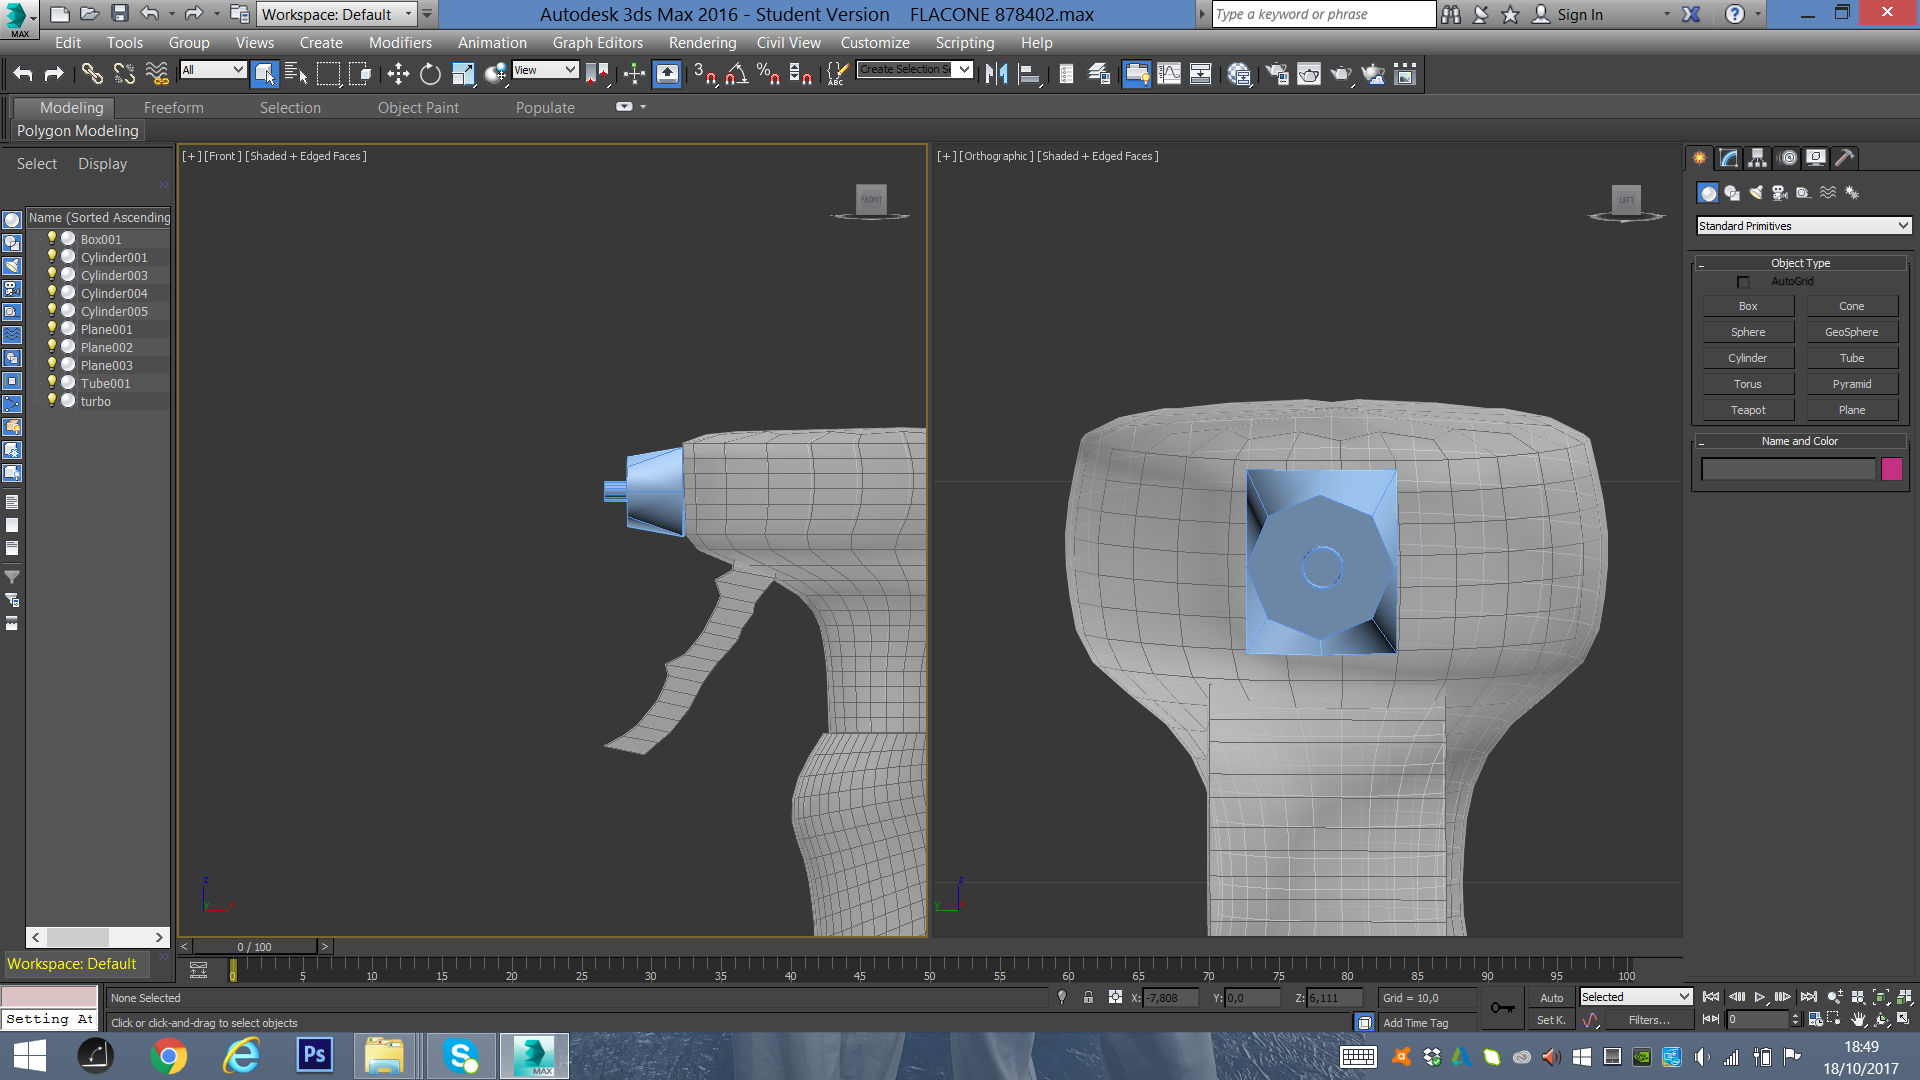 Workspace: Default
Autodesk 3ds Max 2016 - Student Version FLACONE 878402.max
Type a keyword or phrase
Sign In
MAX
Edit Tools Group Views Create Modifiers Animation Graph Editors Rendering Civil View Customize Scripting Help
All
View
3
ABC
Create Selection Se
Modeling Freeform Selection Object Paint Populate
Polygon Modeling
Select Display
[+] [Front] [Shaded + Edged Faces]
[+] [Orthographic] [Shaded + Edged Faces]
FRONT
LEFT
Name (Sorted Ascending
Box001
Cylinder001
Cylinder003
Cylinder004
Cylinder005
Plane001
Plane002
Plane003
Tube001
turbo
Standard Primitives
Object Type
AutoGrid
Box Cone
Sphere GeoSphere
Cylinder Tube
Torus Pyramid
Teapot Plane
Name and Color
z
y x
z
y
0 / 100
Workspace: Default
0 5 10 15 20 25 30 35 40 45 50 55 60 65 70 75 80 85 90 95 100
None Selected
X: -7,808 Y: 0,0 Z: 6,111
Grid = 10,0
Auto
Selected
Setting At
Click or click-and-drag to select objects
Add Time Tag
Set K.
Filters...
0
Ps
MAX
18:49
18/10/2017